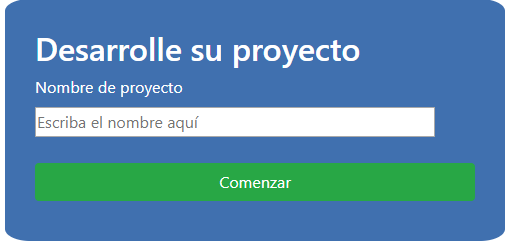 Desarrolle su proyecto
Nombre de proyecto
Escriba el nombre aquí
Comenzar